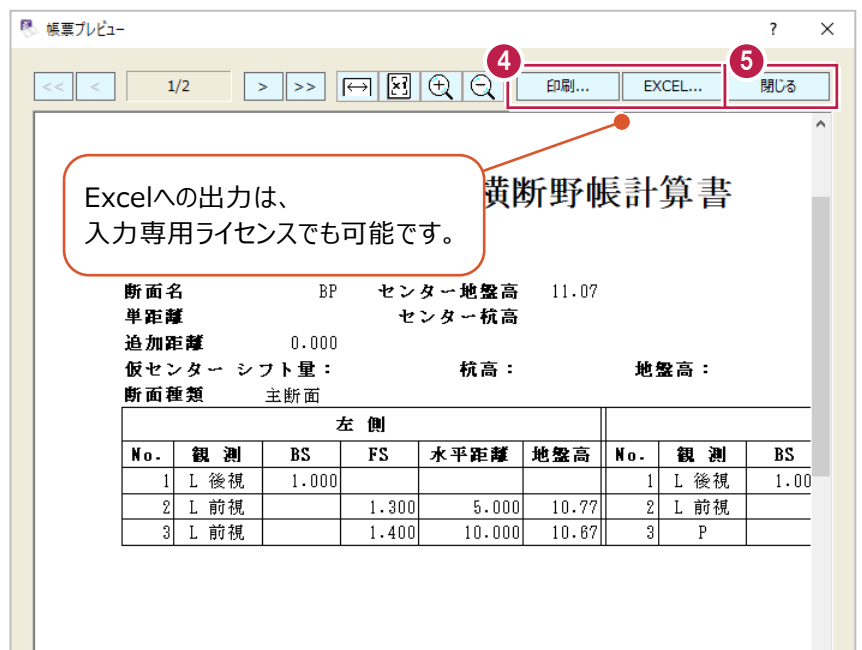 帳票プレビュー ? ×
4 5
<< < 1/2 > >> 印刷... EXCEL... 閉じる
Excelへの出力は、
入力専用ライセンスでも可能です。
横断野帳計算書
断面名 BP センター地盤高 11.07
単距離 センター杭高
追加距離 0.000
仮センター シフト量： 杭高： 地盤高：
断面種類 主断面
左 側
No. 観 測 BS FS 水平距離 地盤高 No. 観 測 BS
1 L 後視 1.000 1 L 後視 1.00
2 L 前視 1.300 5.000 10.77 2 L 前視
3 L 前視 1.400 10.000 10.67 3 P